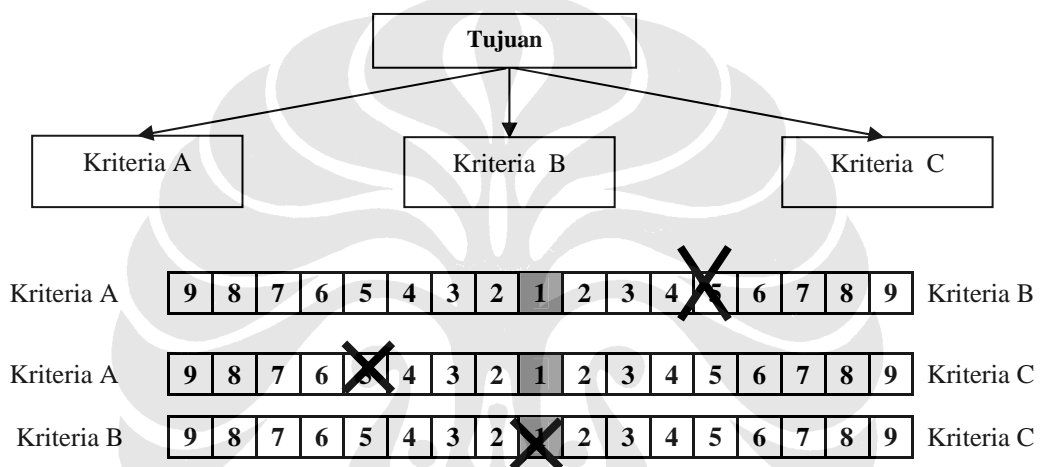 Tujuan
Kriteria A
Kriteria B
Kriteria C
Kriteria A 9 8 7 6 5 4 3 2 1 2 3 4 5 6 7 8 9 Kriteria B
Kriteria A 9 8 7 6 5 4 3 2 1 2 3 4 5 6 7 8 9 Kriteria C
Kriteria B 9 8 7 6 5 4 3 2 1 2 3 4 5 6 7 8 9 Kriteria C